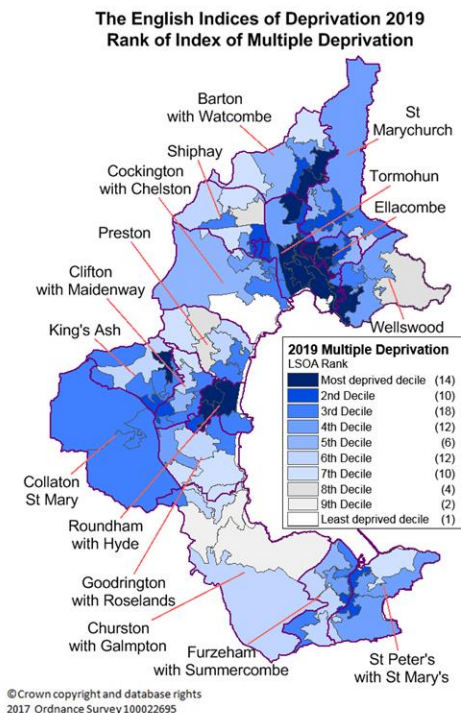 The English Indices of Deprivation 2019
Rank of Index of Multiple Deprivation
Barton
with Watcombe
St
Marychurch
Shiphay
Cockington
with Chelston
Tormohun
Ellacombe
Preston
Clifton
with Maidenway
King's Ash
Wellswood
2019 Multiple Deprivation
LSOA Rank
Most deprived decile (14)
2nd Decile (10)
3rd Decile (18)
4th Decile (12)
5th Decile (6)
6th Decile (12)
7th Decile (10)
8th Decile (4)
9th Decile (2)
Least deprived decile (1)
Collaton
St Mary
Roundham
with Hyde
Goodrington
with Roselands
Churston
with Galmpton
Furzeham
with Summercombe
St Peter's
with St Mary's
©Crown copyright and database rights
2017 Ordnance Survey 100022695